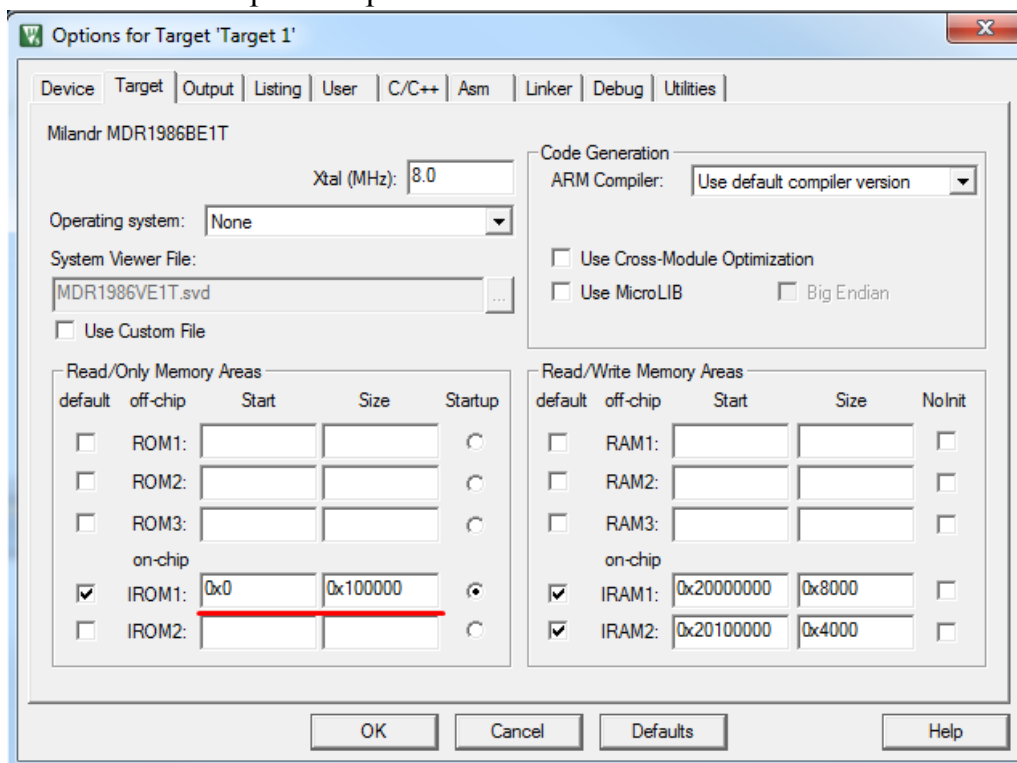 Options for Target 'Target 1'
Device Target Output Listing User C/C++ Asm Linker Debug Utilities
Milandr MDR1986BE1T
Xtal (MHz): 8.0
Operating system: None
System Viewer File:
MDR1986VE1T.svd ...
Use Custom File
Code Generation
ARM Compiler: Use default compiler version
Use Cross-Module Optimization
Use MicroLIB Big Endian
Read/Only Memory Areas
default off-chip Start Size Startup
ROM1:
ROM2:
ROM3:
on-chip
IROM1: 0x0 0x100000
IROM2:
Read/Write Memory Areas
default off-chip Start Size NoInit
RAM1:
RAM2:
RAM3:
on-chip
IRAM1: 0x20000000 0x8000
IRAM2: 0x20100000 0x4000
OK Cancel Defaults Help